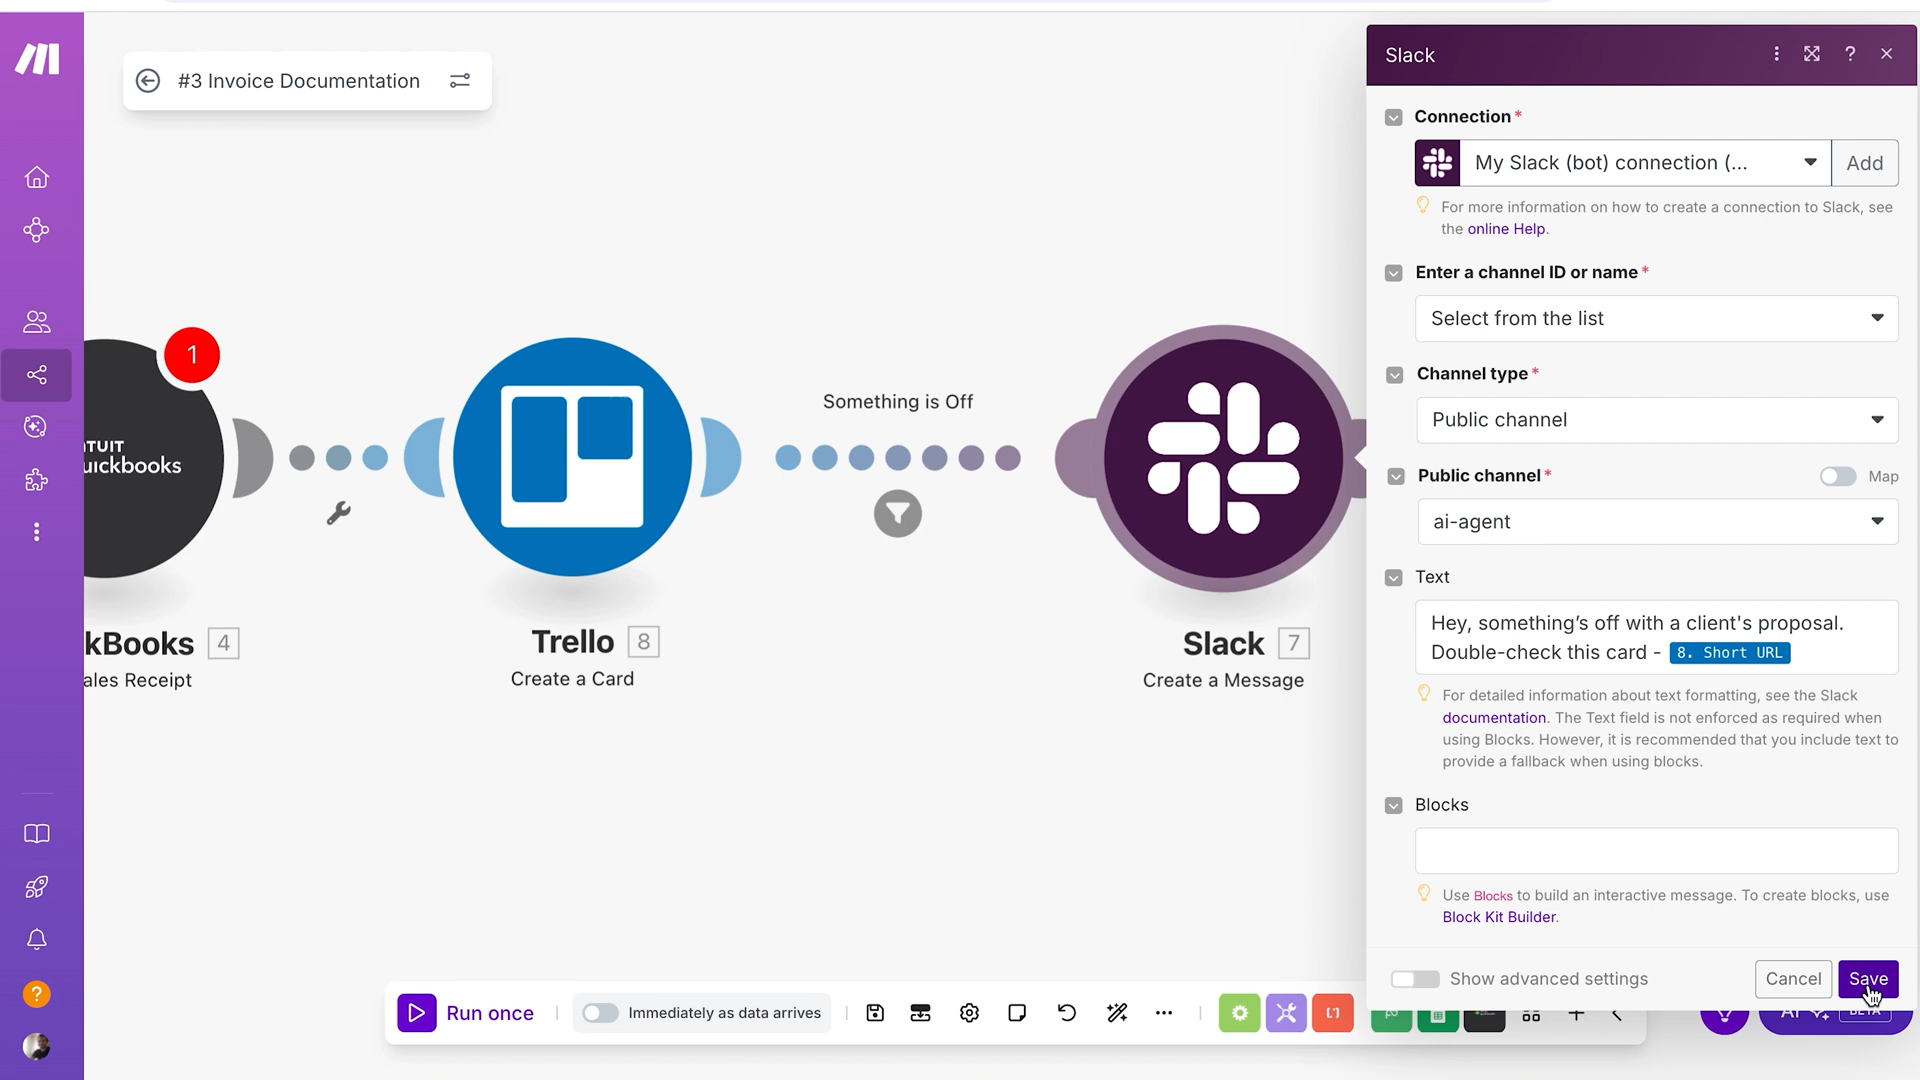 #3 Invoice Documentation
1
TUIT
uickbooks
kBooks 4
ales Receipt
Trello 8
Create a Card
Something is Off
Slack 7
Create a Message
Slack
?
Connection *
My Slack (bot) connection (...
Add
For more information on how to create a connection to Slack, see
the online Help.
Enter a channel ID or name *
Select from the list
Channel type *
Public channel
Public channel *
Map
ai-agent
Text
Hey, something’s off with a client's proposal.
Double-check this card - 8. Short URL
For detailed information about text formatting, see the Slack
documentation. The Text field is not enforced as required when
using Blocks. However, it is recommended that you include text to
provide a fallback when using blocks.
Blocks
Use Blocks to build an interactive message. To create blocks, use
Block Kit Builder.
Show advanced settings
Cancel
Save
?
Run once
Immediately as data arrives
AI
BETA